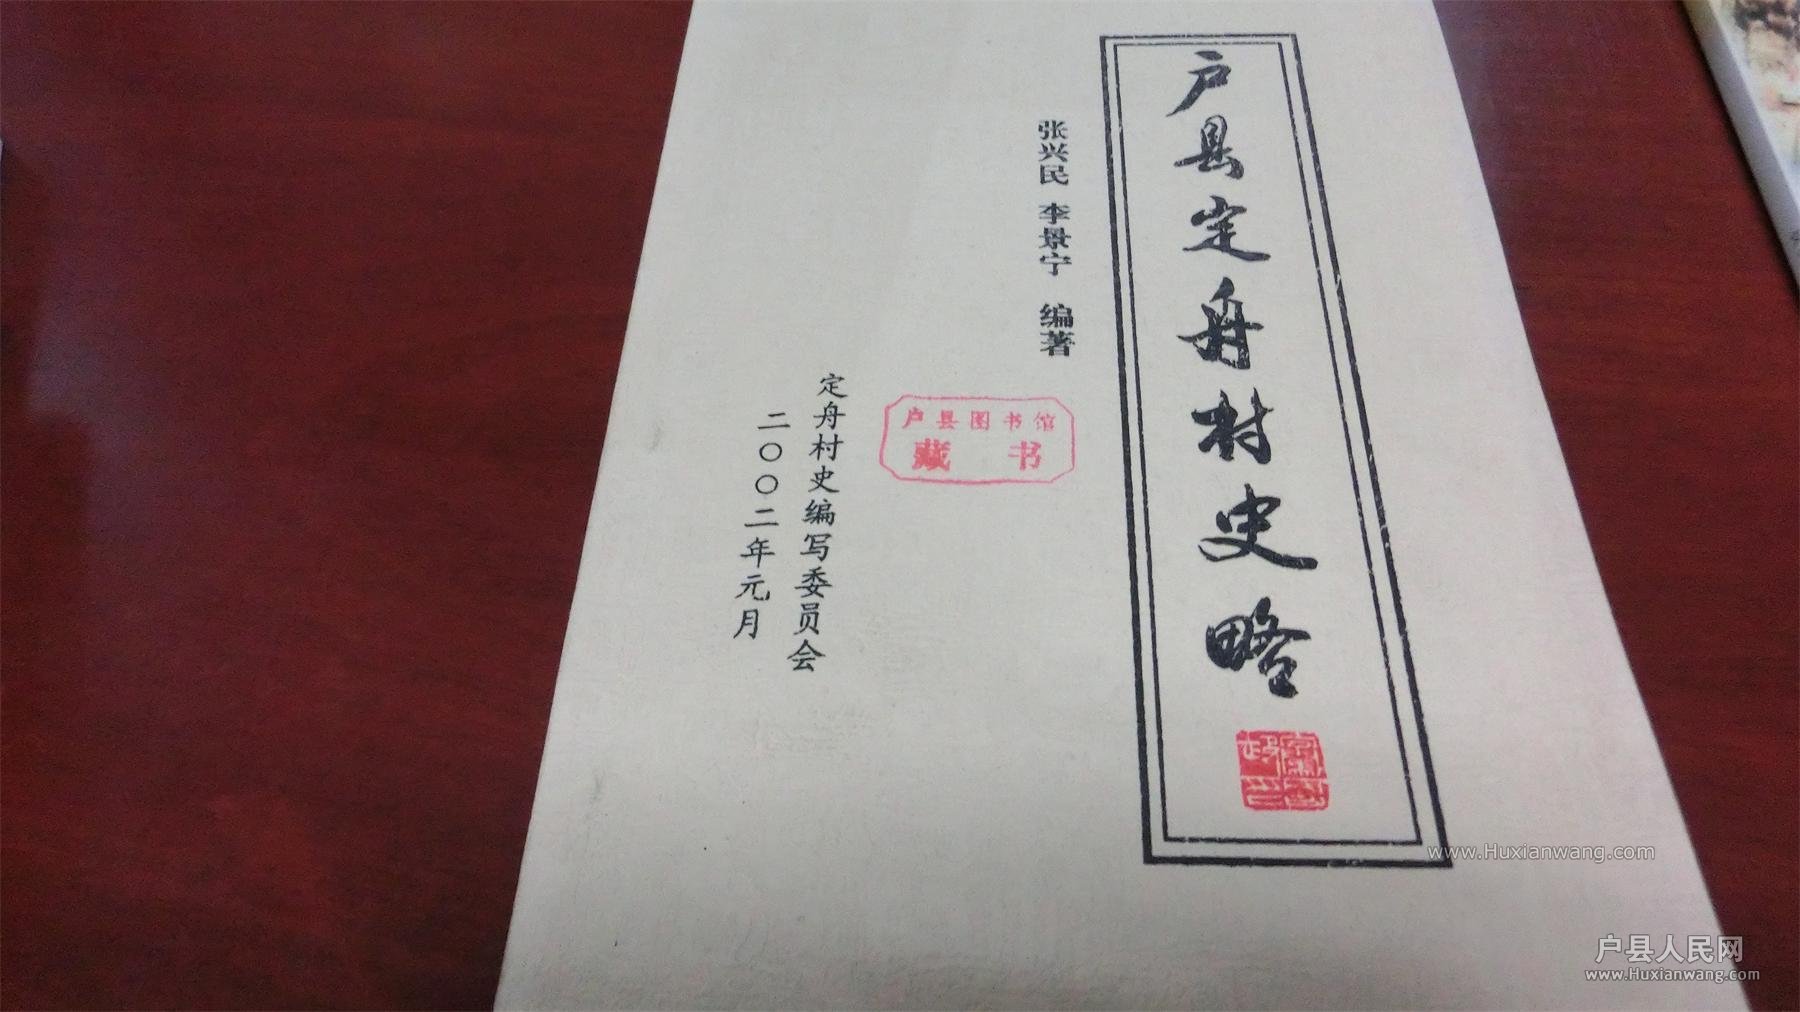 户县定舟村史略
张兴民 李景宁 编著
户县图书馆
藏 书
定舟村史编写委员会
二〇〇二年元月
www.Huxianwang.com
户县人民网
www.Huxianwang.com